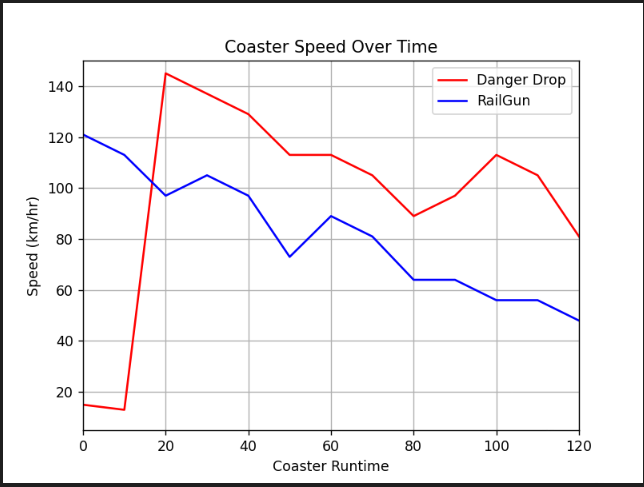 Coaster Speed Over Time
Danger Drop
RailGun
Speed (km/hr)
140
120
100
80
60
40
20
0 20 40 60 80 100 120
Coaster Runtime